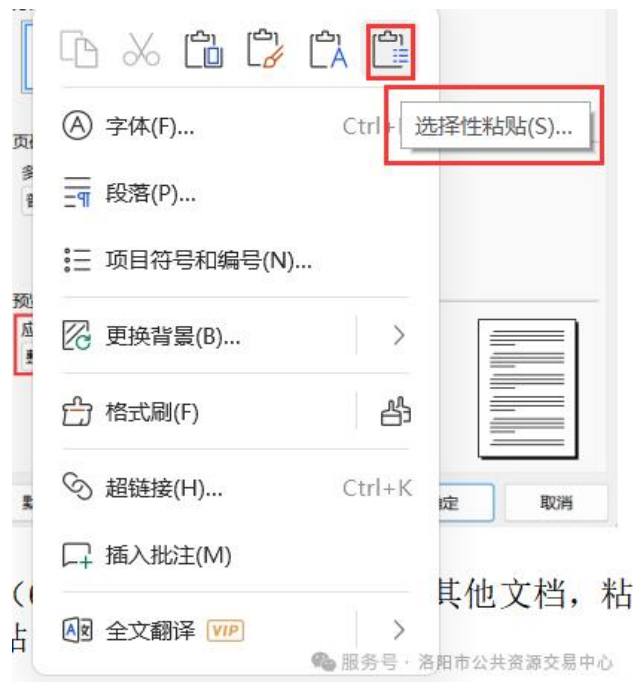 字体(F)...
Ctrl+
选择性粘贴(S)...
段落(P)...
项目符号和编号(N)...
更换背景(B)...
格式刷(F)
超链接(H)...
Ctrl+K
取消
插入批注(M)
其他文档，粘
全文翻译
VIP
服务号 · 洛阳市公共资源交易中心